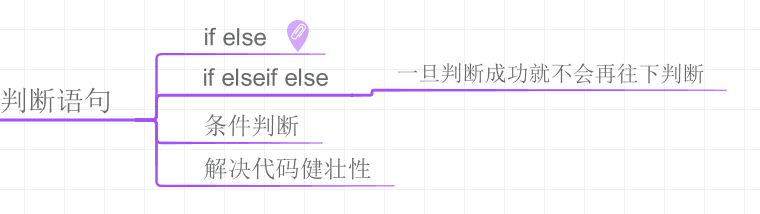 if else
if elseif else
一旦判断成功就不会再往下判断
判断语句
条件判断
解决代码健壮性